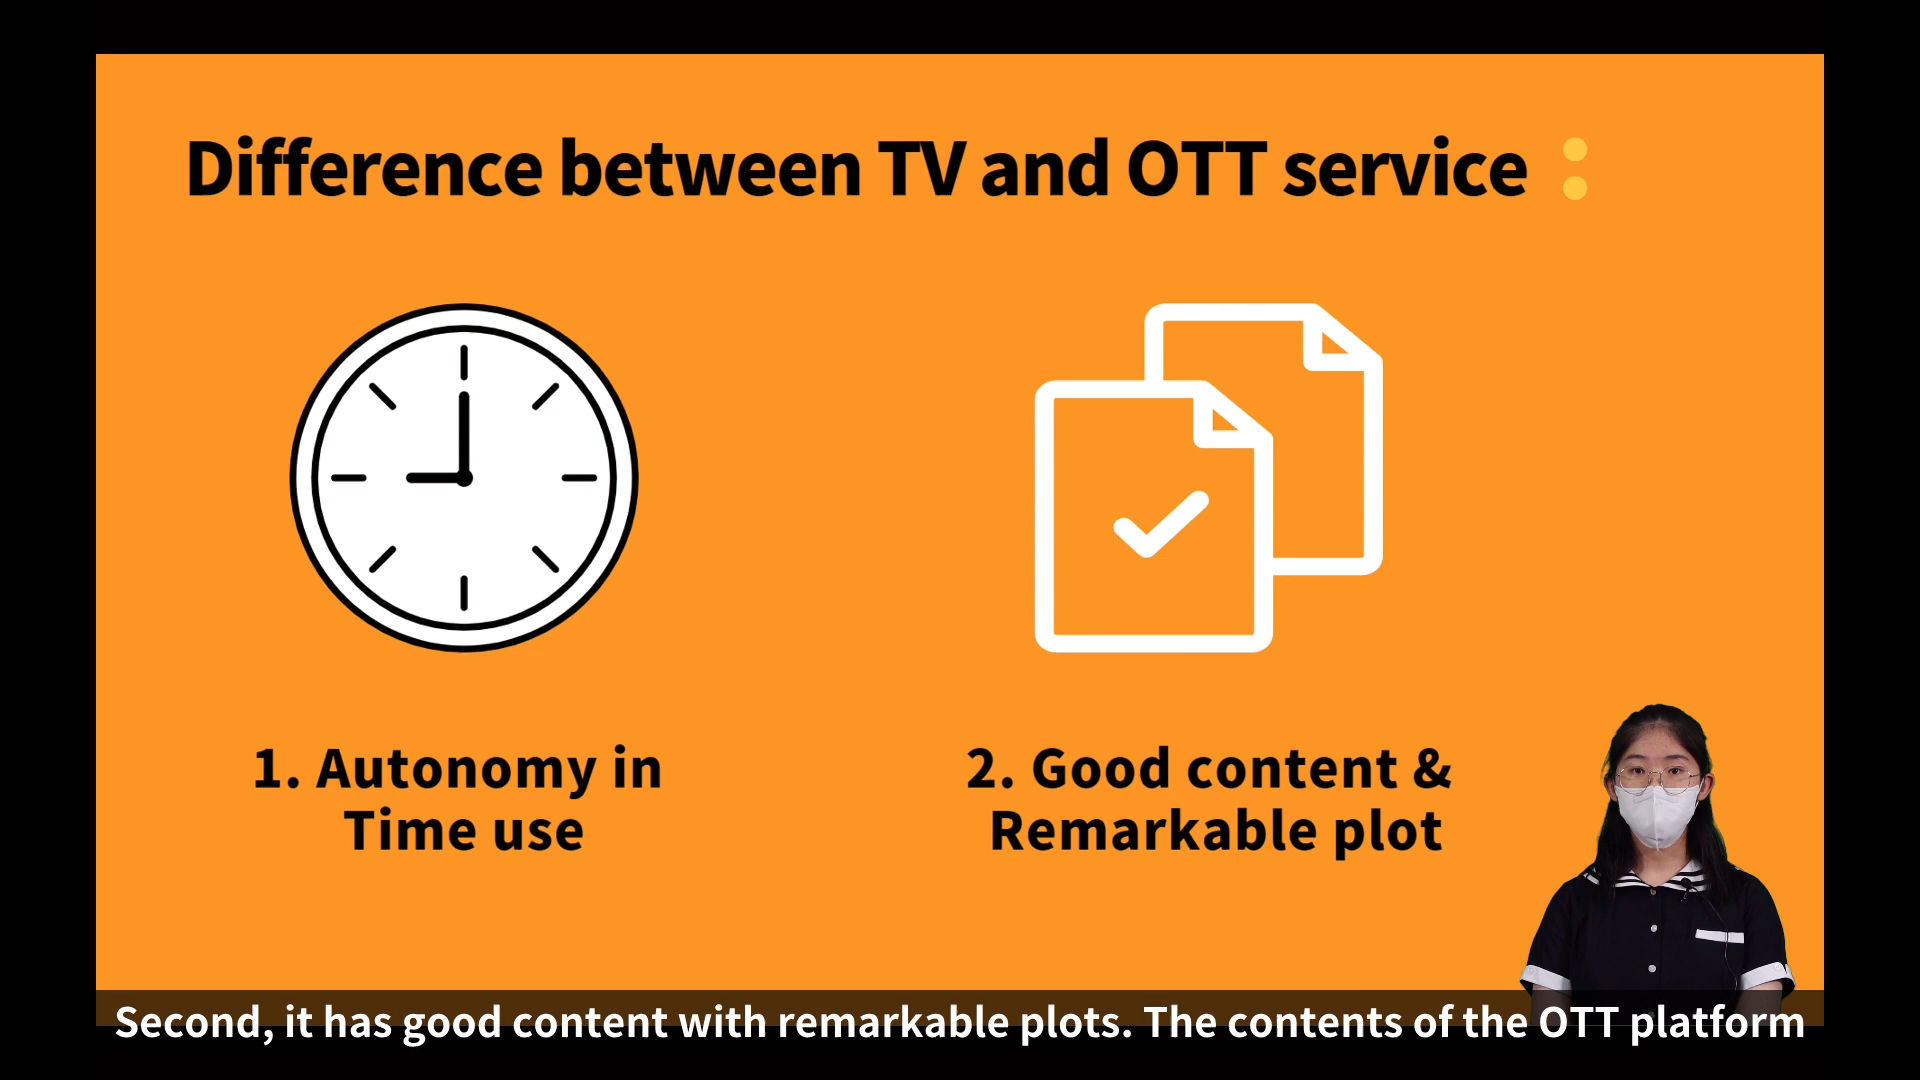 Difference between TV and OTT service
1. Autonomy in
Time use
2. Good content &
Remarkable plot
Second, it has good content with remarkable plots. The contents of the OTT platform